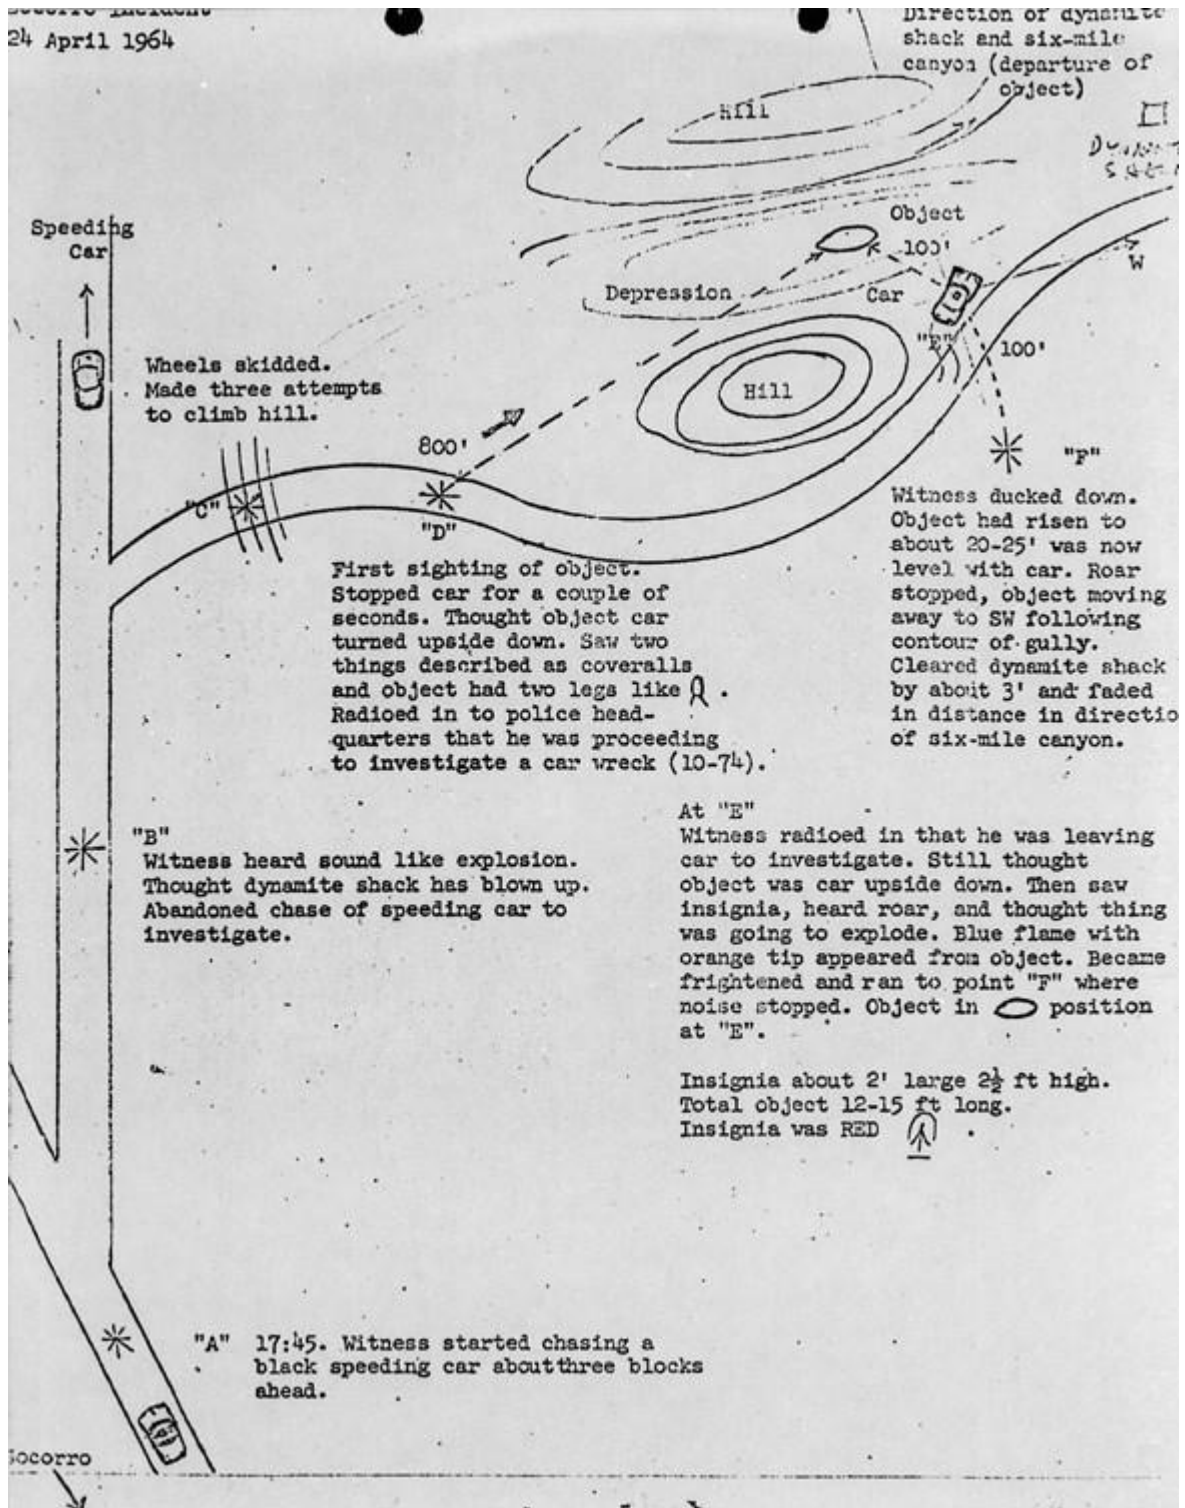 Socorro Incident
24 April 1964
Direction of dynamite
shack and six-mile
canyon (departure of
object)
Hill
Speeding
Car
Object
100'
W
Depression
Car
"E"
100'
Wheels skidded.
Made three attempts
to climb hill.
Hill
800'
"C"
"D"
"F"
First sighting of object.
Stopped car for a couple of
seconds. Thought object car
turned upside down. Saw two
things described as coveralls
and object had two legs like .
Radioed in to police head-
quarters that he was proceeding
to investigate a car wreck (10-74).
Witness ducked down.
Object had risen to
about 20-25' was now
level with car. Roar
stopped, object moving
away to SW following
contour of gully.
Cleared dynamite shack
by about 3' and faded
in distance in directio
of six-mile canyon.
"B"
Witness heard sound like explosion.
Thought dynamite shack has blown up.
Abandoned chase of speeding car to
investigate.
At "E"
Witness radioed in that he was leaving
car to investigate. Still thought
object was car upside down. Then saw
insignia, heard roar, and thought thing
was going to explode. Blue flame with
orange tip appeared from object. Became
frightened and ran to point "F" where
noise stopped. Object in position
at "E".
Insignia about 2' large 2½ ft high.
Total object 12-15 ft long.
Insignia was RED .
"A" 17:45. Witness started chasing a
black speeding car aboutthree blocks
ahead.
Socorro